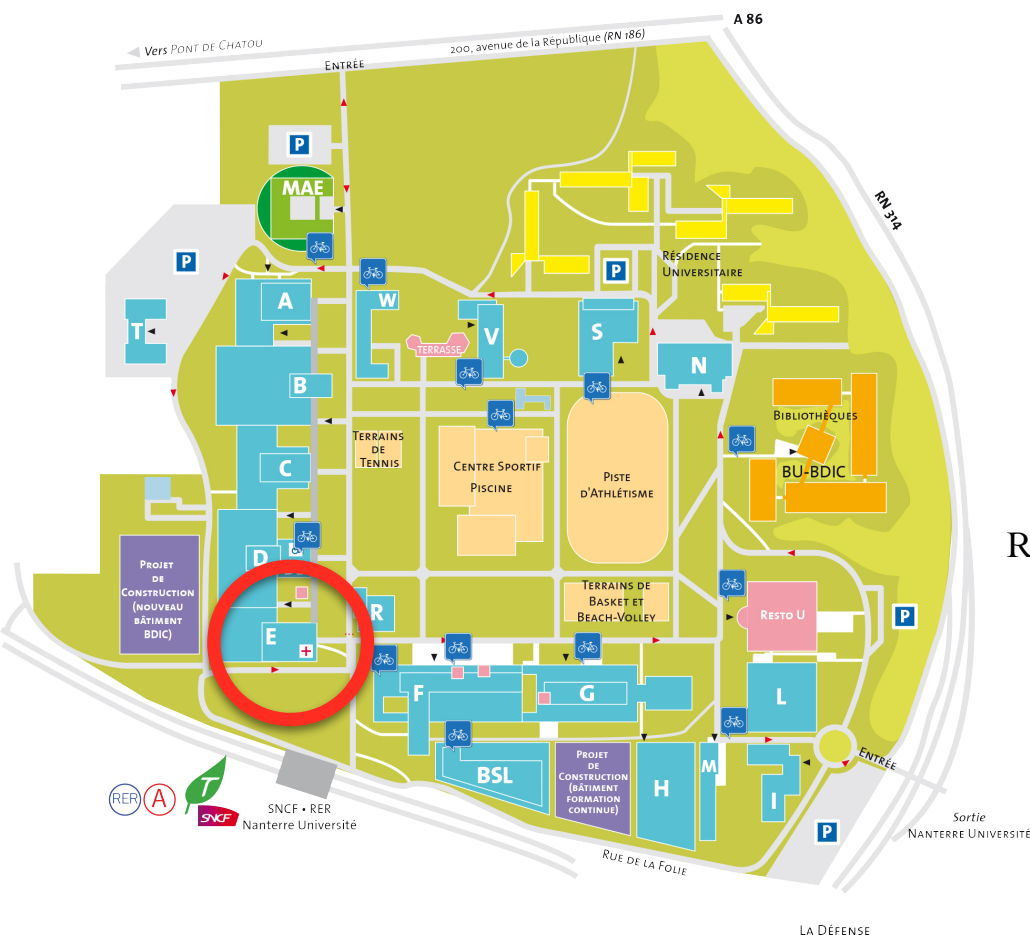 A 86
Vers PONT DE CHATOU
200, avenue de la République (RN 186)
ENTRÉE
P
MAE
RN 314
P
RÉSIDENCE
UNIVERSITAIRE
P
A
W
T
V
S
TERRASSE
N
B
BIBLIOTHÈQUES
TERRAINS
DE
TENNIS
C
CENTRE SPORTIF
PISCINE
PISTE
D'ATHLÉTISME
BU-BDIC
R
D
PROJET
DE
CONSTRUCTION
(NOUVEAU
BÂTIMENT
BDIC)
TERRAINS DE
BASKET ET
BEACH-VOLLEY
R
RESTO U
P
E
F
G
L
BSL
PROJET
DE
CONSTRUCTION
(BÂTIMENT
FORMATION
CONTINUE)
H
M
I
ENTRÉE
RER A
T
SNCF
SNCF • RER
Nanterre Université
Sortie
NANTERRE UNIVERSITÉ
P
RUE DE LA FOLIE
LA DÉFENSE